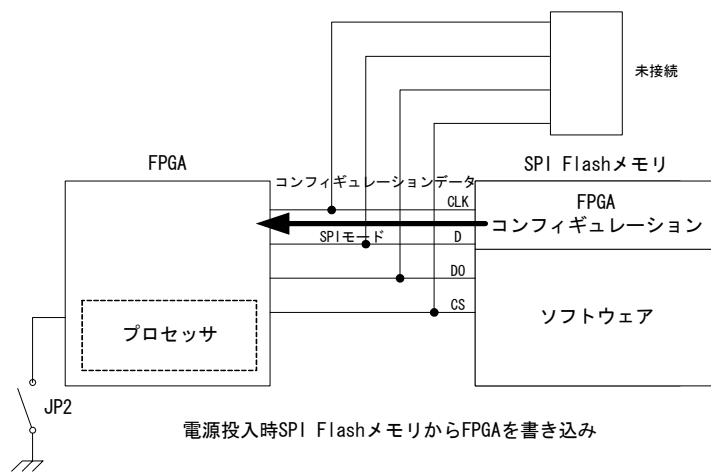 未接続
FPGA
SPI Flashメモリ
コンフィギュレーションデータ
CLK
FPGA
コンフィギュレーション
SPIモード
D
DO
CS
プロセッサ
ソフトウェア
JP2
電源投入時SPI FlashメモリからFPGAを書き込み